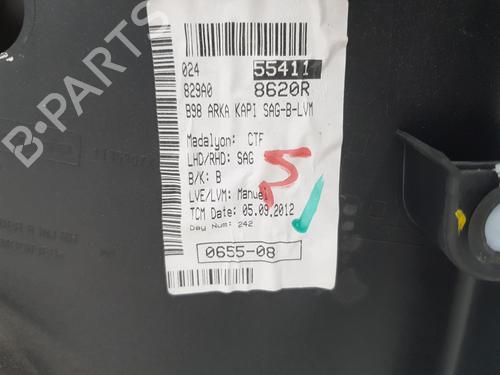 024 55411
829A0 8620R
B98 ARKA KAPI SAG-B-LVM
Madalyon: CTF
LHD/RHD: SAG
B/K: B
LVE/LVM: Manuel
TCM Date: 05.09.2012
Day Num: 242
0655-08
B-PARTS